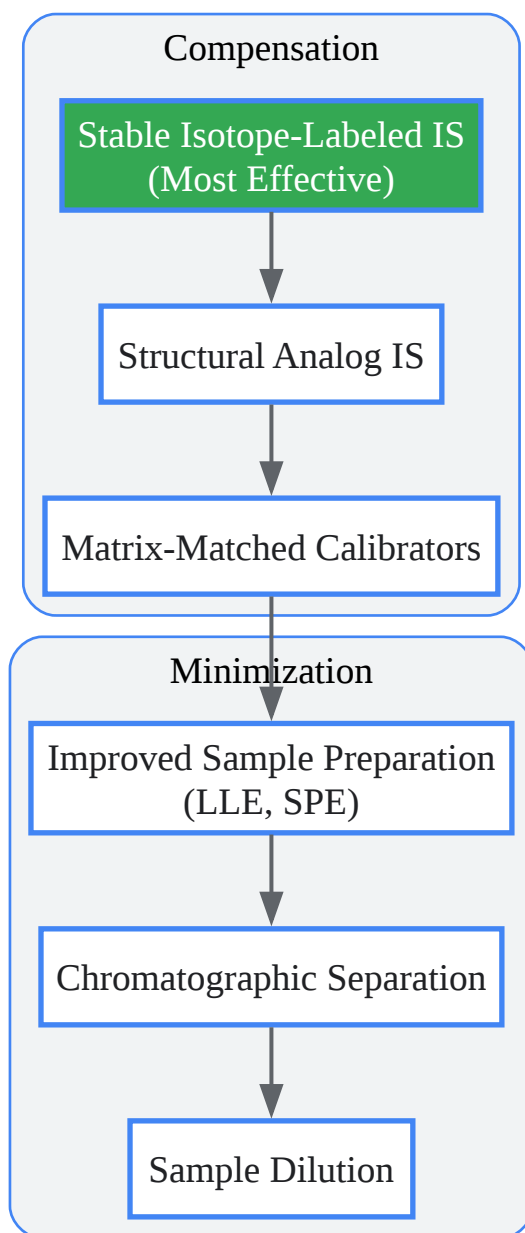 Compensation
Stable Isotope-Labeled IS
(Most Effective)
Structural Analog IS
Matrix-Matched Calibrators
Minimization
Improved Sample Preparation
(LLE, SPE)
Chromatographic Separation
Sample Dilution